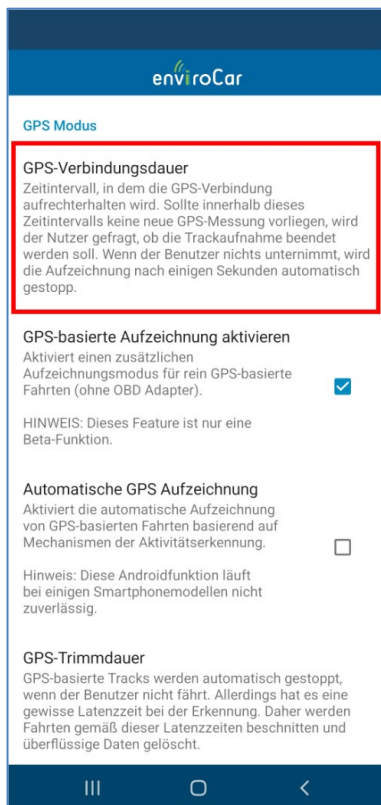 enviroCar
GPS Modus
GPS-Verbindungsdauer
Zeitintervall, in dem die GPS-Verbindung
aufrechterhalten wird. Sollte innerhalb dieses
Zeitintervalls keine neue GPS-Messung vorliegen, wird
der Nutzer gefragt, ob die Trackaufnahme beendet
werden soll. Wenn der Benutzer nichts unternimmt, wird
die Aufzeichnung nach einigen Sekunden automatisch
gestopp.
GPS-basierte Aufzeichnung aktivieren
Aktiviert einen zusätzlichen
Aufzeichnungsmodus für rein GPS-basierte
Fahrten (ohne OBD Adapter).
HINWEIS: Dieses Feature ist nur eine
Beta-Funktion.
Automatische GPS Aufzeichnung
Aktiviert die automatische Aufzeichnung
von GPS-basierten Fahrten basierend auf
Mechanismen der Aktivitätserkennung.
Hinweis: Diese Androidfunktion läuft
bei einigen Smartphonemodellen nicht
zuverlässig.
GPS-Trimmdauer
GPS-basierte Tracks werden automatisch gestoppt,
wenn der Benutzer nicht fährt. Allerdings hat es eine
gewisse Latenzzeit bei der Erkennung. Daher werden
Fahrten gemäß dieser Latenzzeiten beschnitten und
überflüssige Daten gelöscht.